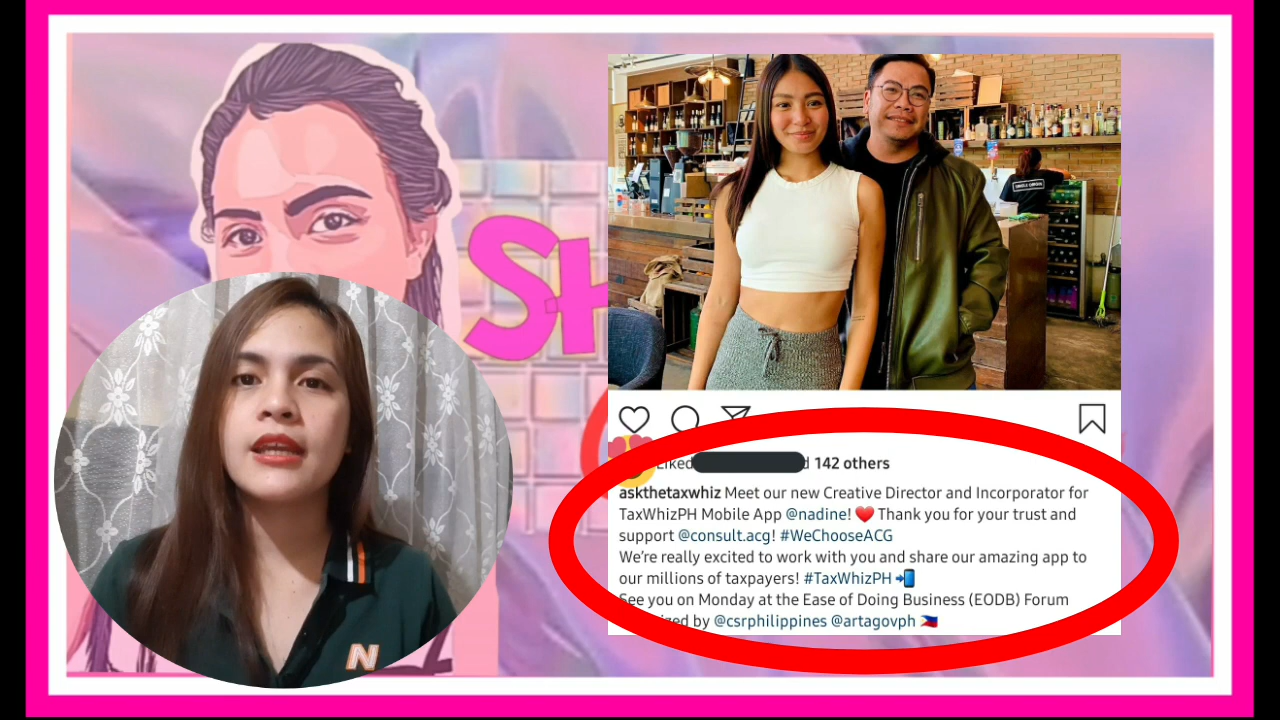 SH
Liked
142 others
askthetaxwhiz Meet our new Creative Director and Incorporator for
TaxWhizPH Mobile App @nadine! ❤️ Thank you for your trust and
support @consult.acg! #WeChooseACG
We're really excited to work with you and share our amazing app to
our millions of taxpayers! #TaxWhizPH 📲
See you on Monday at the Ease of Doing Business (EODB) Forum
by @csrphilippines @artagovph 🇵🇭
N